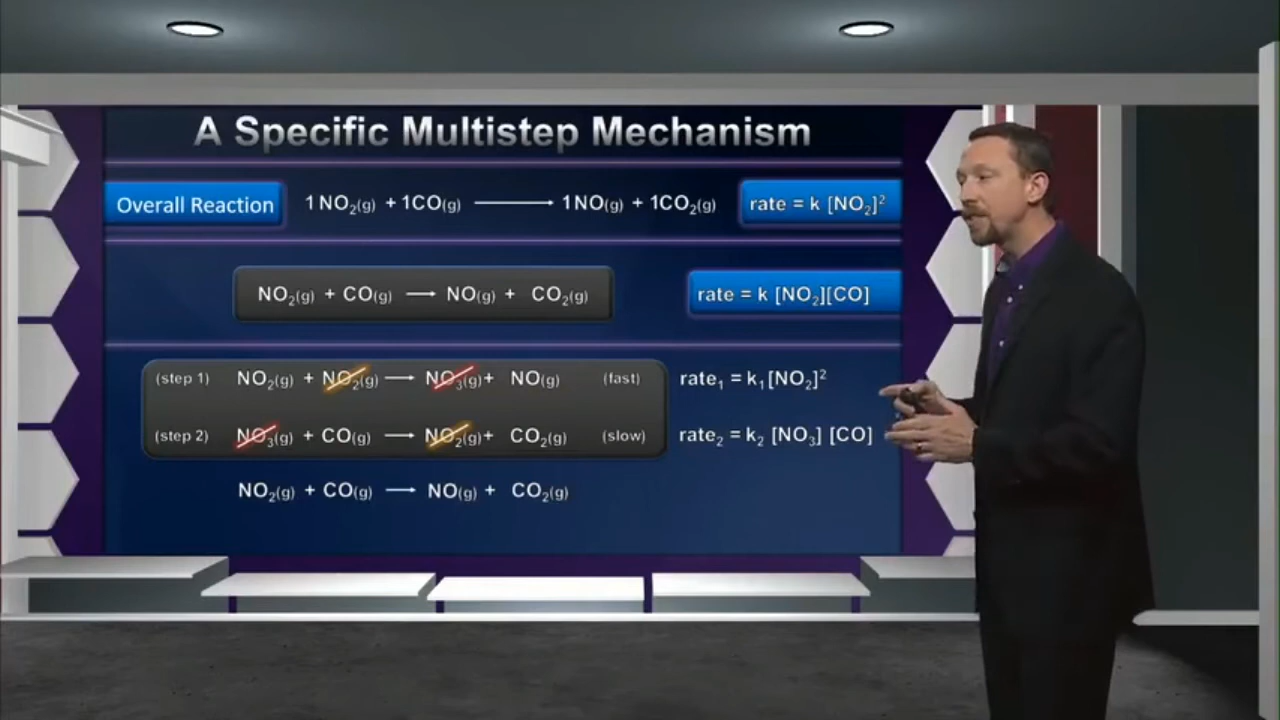 A Specific Multistep Mechanism
Overall Reaction 1NO₂(g) + 1CO(g) ⟶ 1NO(g) + 1CO₂(g) rate = k [NO₂]²
NO₂(g) + CO(g) ⟶ NO(g) + CO₂(g) rate = k [NO₂][CO]
(step 1) NO₂(g) + NO₂(g) ⟶ NO₃(g) + NO(g) (fast) rate₁ = k₁[NO₂]²
(step 2) NO₃(g) + CO(g) ⟶ NO₂(g) + CO₂(g) (slow) rate₂ = k₂ [NO₃] [CO]
NO₂(g) + CO(g) ⟶ NO(g) + CO₂(g)